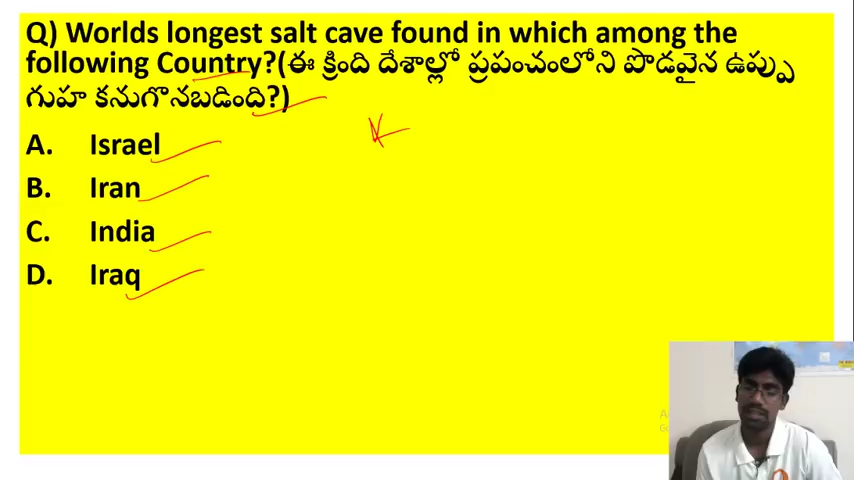 Q) Worlds longest salt cave found in which among the
following Country?(ఈ క్రింది దేశాల్లో ప్రపంచంలోని పొడవైన ఉప్పు
గుహ కనుగొనబడింది?)
A. Israel
B. Iran
C. India
D. Iraq